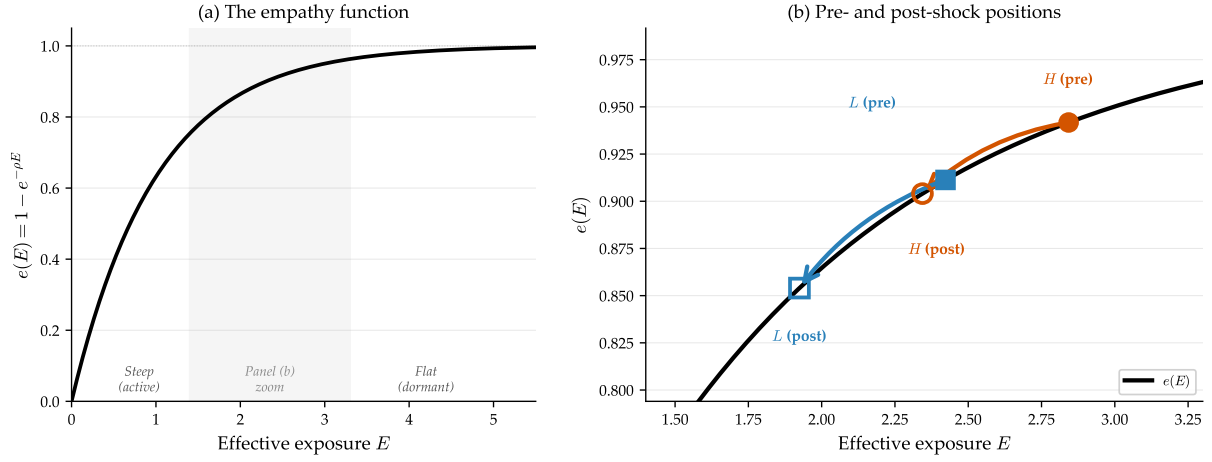 (a) The empathy function
e(E) = 1 − e^{−ρE}
1.0
0.8
0.6
0.4
0.2
0.0
Steep
(active)
Panel (b)
zoom
Flat
(dormant)
0 1 2 3 4 5
Effective exposure E
(b) Pre- and post-shock positions
e(E)
0.975
0.950
0.925
0.900
0.875
0.850
0.825
0.800
H (pre)
L (pre)
H (post)
L (post)
e(E)
1.50 1.75 2.00 2.25 2.50 2.75 3.00 3.25
Effective exposure E